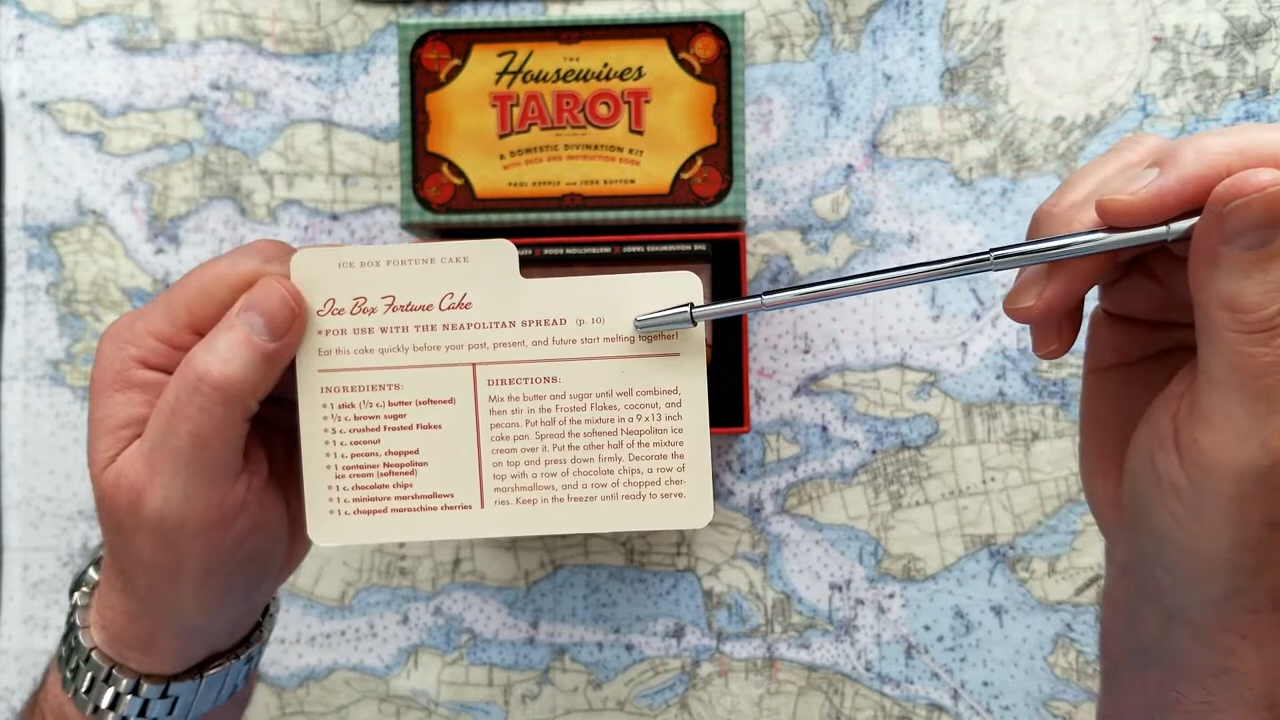 THE
Housewives
TAROT
A DOMESTIC DIVINATION KIT
WITH DECK AND INSTRUCTION BOOK
PAUL KEPPLE and JUDE BUFFUM
THE HOUSEWIVES TAROT INSTRUCTION BOOK
ICE BOX FORTUNE CAKE
Ice Box Fortune Cake
*FOR USE WITH THE NEAPOLITAN SPREAD (p. 10)
Eat this cake quickly before your past, present, and future start melting together!
INGREDIENTS:
* 1 stick (1/2 c.) butter (softened)
* 1/2 c. brown sugar
* 5 c. crushed Frosted Flakes
* 1 c. coconut
* 1 c. pecans, chopped
* 1 container Neapolitan
ice cream (softened)
* 1 c. chocolate chips
* 1 c. miniature marshmallows
* 1 c. chopped maraschino cherries
DIRECTIONS:
Mix the butter and sugar until well combined,
then stir in the Frosted Flakes, coconut, and
pecans. Put half of the mixture in a 9 x13 inch
cake pan. Spread the softened Neapolitan ice
cream over it. Put the other half of the mixture
on top and press down firmly. Decorate the
top with a row of chocolate chips, a row of
marshmallows, and a row of chopped cher-
ries. Keep in the freezer until ready to serve.